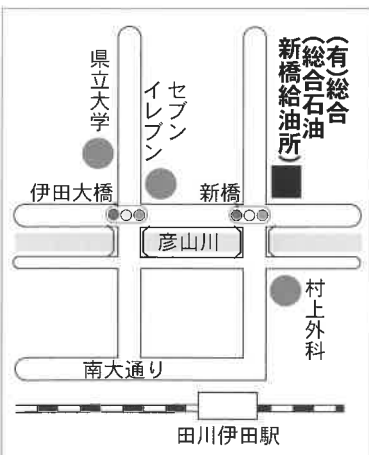 (有)総合
(総合石油
新橋給油所)
県立大学
セブン
イレブン
伊田大橋
新橋
彦山川
村上外科
南大通り
田川伊田駅